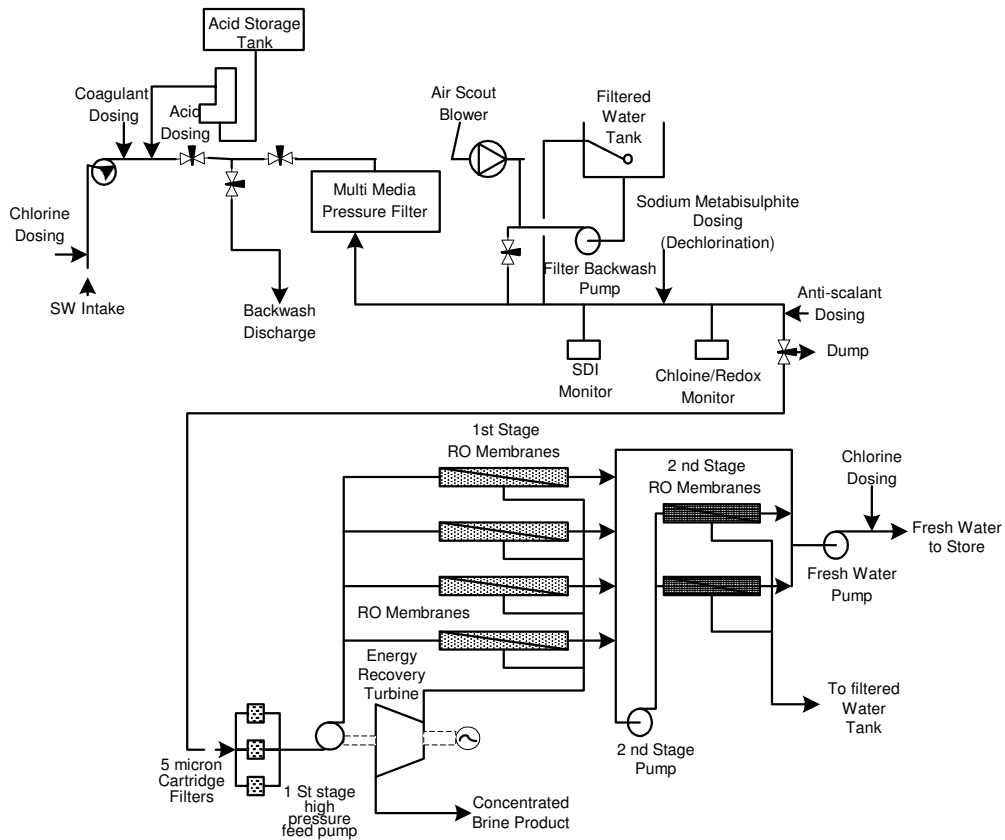 Acid Storage
Tank
Coagulant
Dosing
Acid
Dosing
Air Scout
Blower
Filtered
Water
Tank
Multi Media
Pressure Filter
Sodium Metabisulphite
Dosing
(Dechlorination)
Chlorine
Dosing
SW Intake
Backwash
Discharge
Filter Backwash
Pump
Anti-scalant
Dosing
Dump
SDI
Monitor
Chloine/Redox
Monitor
1st Stage
RO Membranes
2 nd Stage
RO Membranes
Chlorine
Dosing
Fresh Water
to Store
Fresh Water
Pump
RO Membranes
Energy
Recovery
Turbine
To filtered
Water
Tank
2 nd Stage
Pump
5 micron
Cartridge
Filters
1 St stage
high
pressure
feed pump
Concentrated
Brine Product